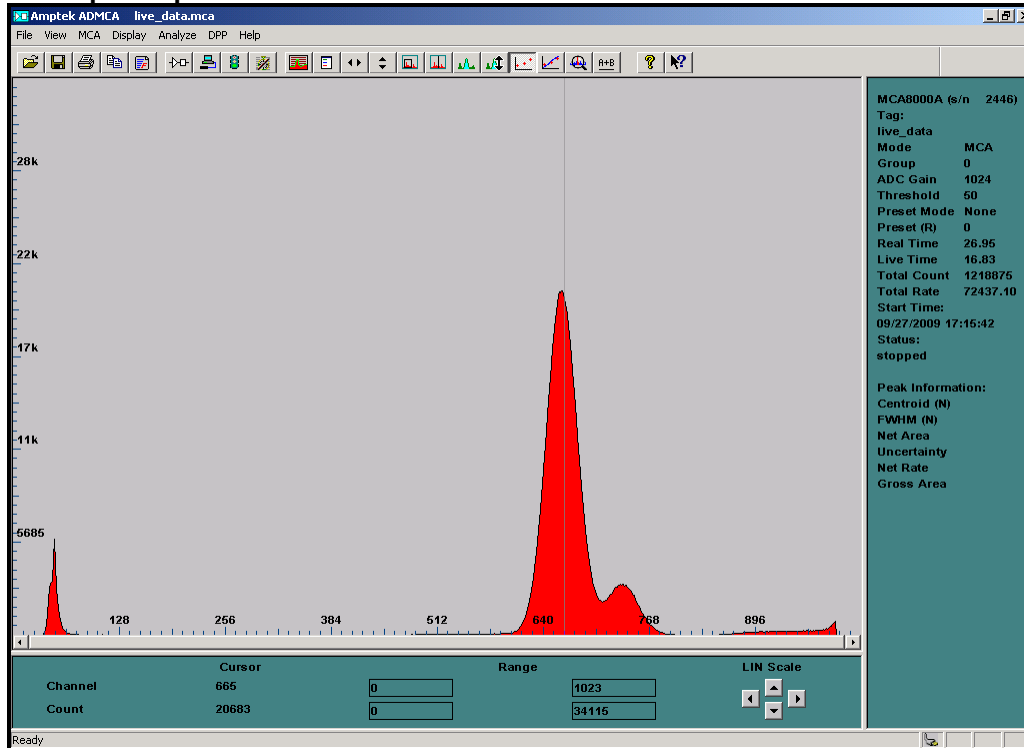 Amptek ADMCA live_data.mca
File View MCA Display Analyze DPP Help
A+B
28k
22k
17k
11k
5685
128 256 384 512 640 768 896
MCA8000A (s/n 2446)
Tag:
live_data
Mode MCA
Group 0
ADC Gain 1024
Threshold 50
Preset Mode None
Preset (R) 0
Real Time 26.95
Live Time 16.83
Total Count 1218875
Total Rate 72437.10
Start Time:
09/27/2009 17:15:42
Status:
stopped
Peak Information:
Centroid (N)
FWHM (N)
Net Area
Uncertainty
Net Rate
Gross Area
Cursor Range LIN Scale
Channel 665 0 1023
Count 20683 0 34115
Ready